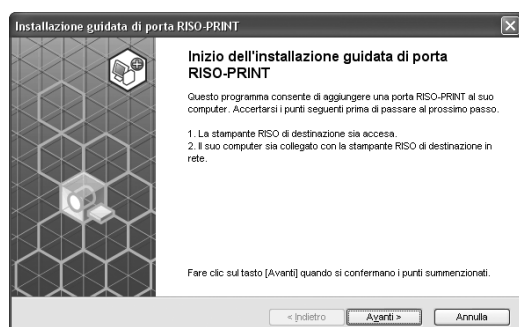 Installazione guidata di porta RISO-PRINT
Inizio dell'installazione guidata di porta
RISO-PRINT
Questo programma consente di aggiungere una porta RISO-PRINT al suo
computer. Accertarsi i punti seguenti prima di passare al prossimo passo.
1. La stampante RISO di destinazione sia accesa.
2. Il suo computer sia collegato con la stampante RISO di destinazione in
rete.
Fare clic sul tasto [Avanti] quando si confermano i punti summenzionati.
< Indietro
Avanti >
Annulla